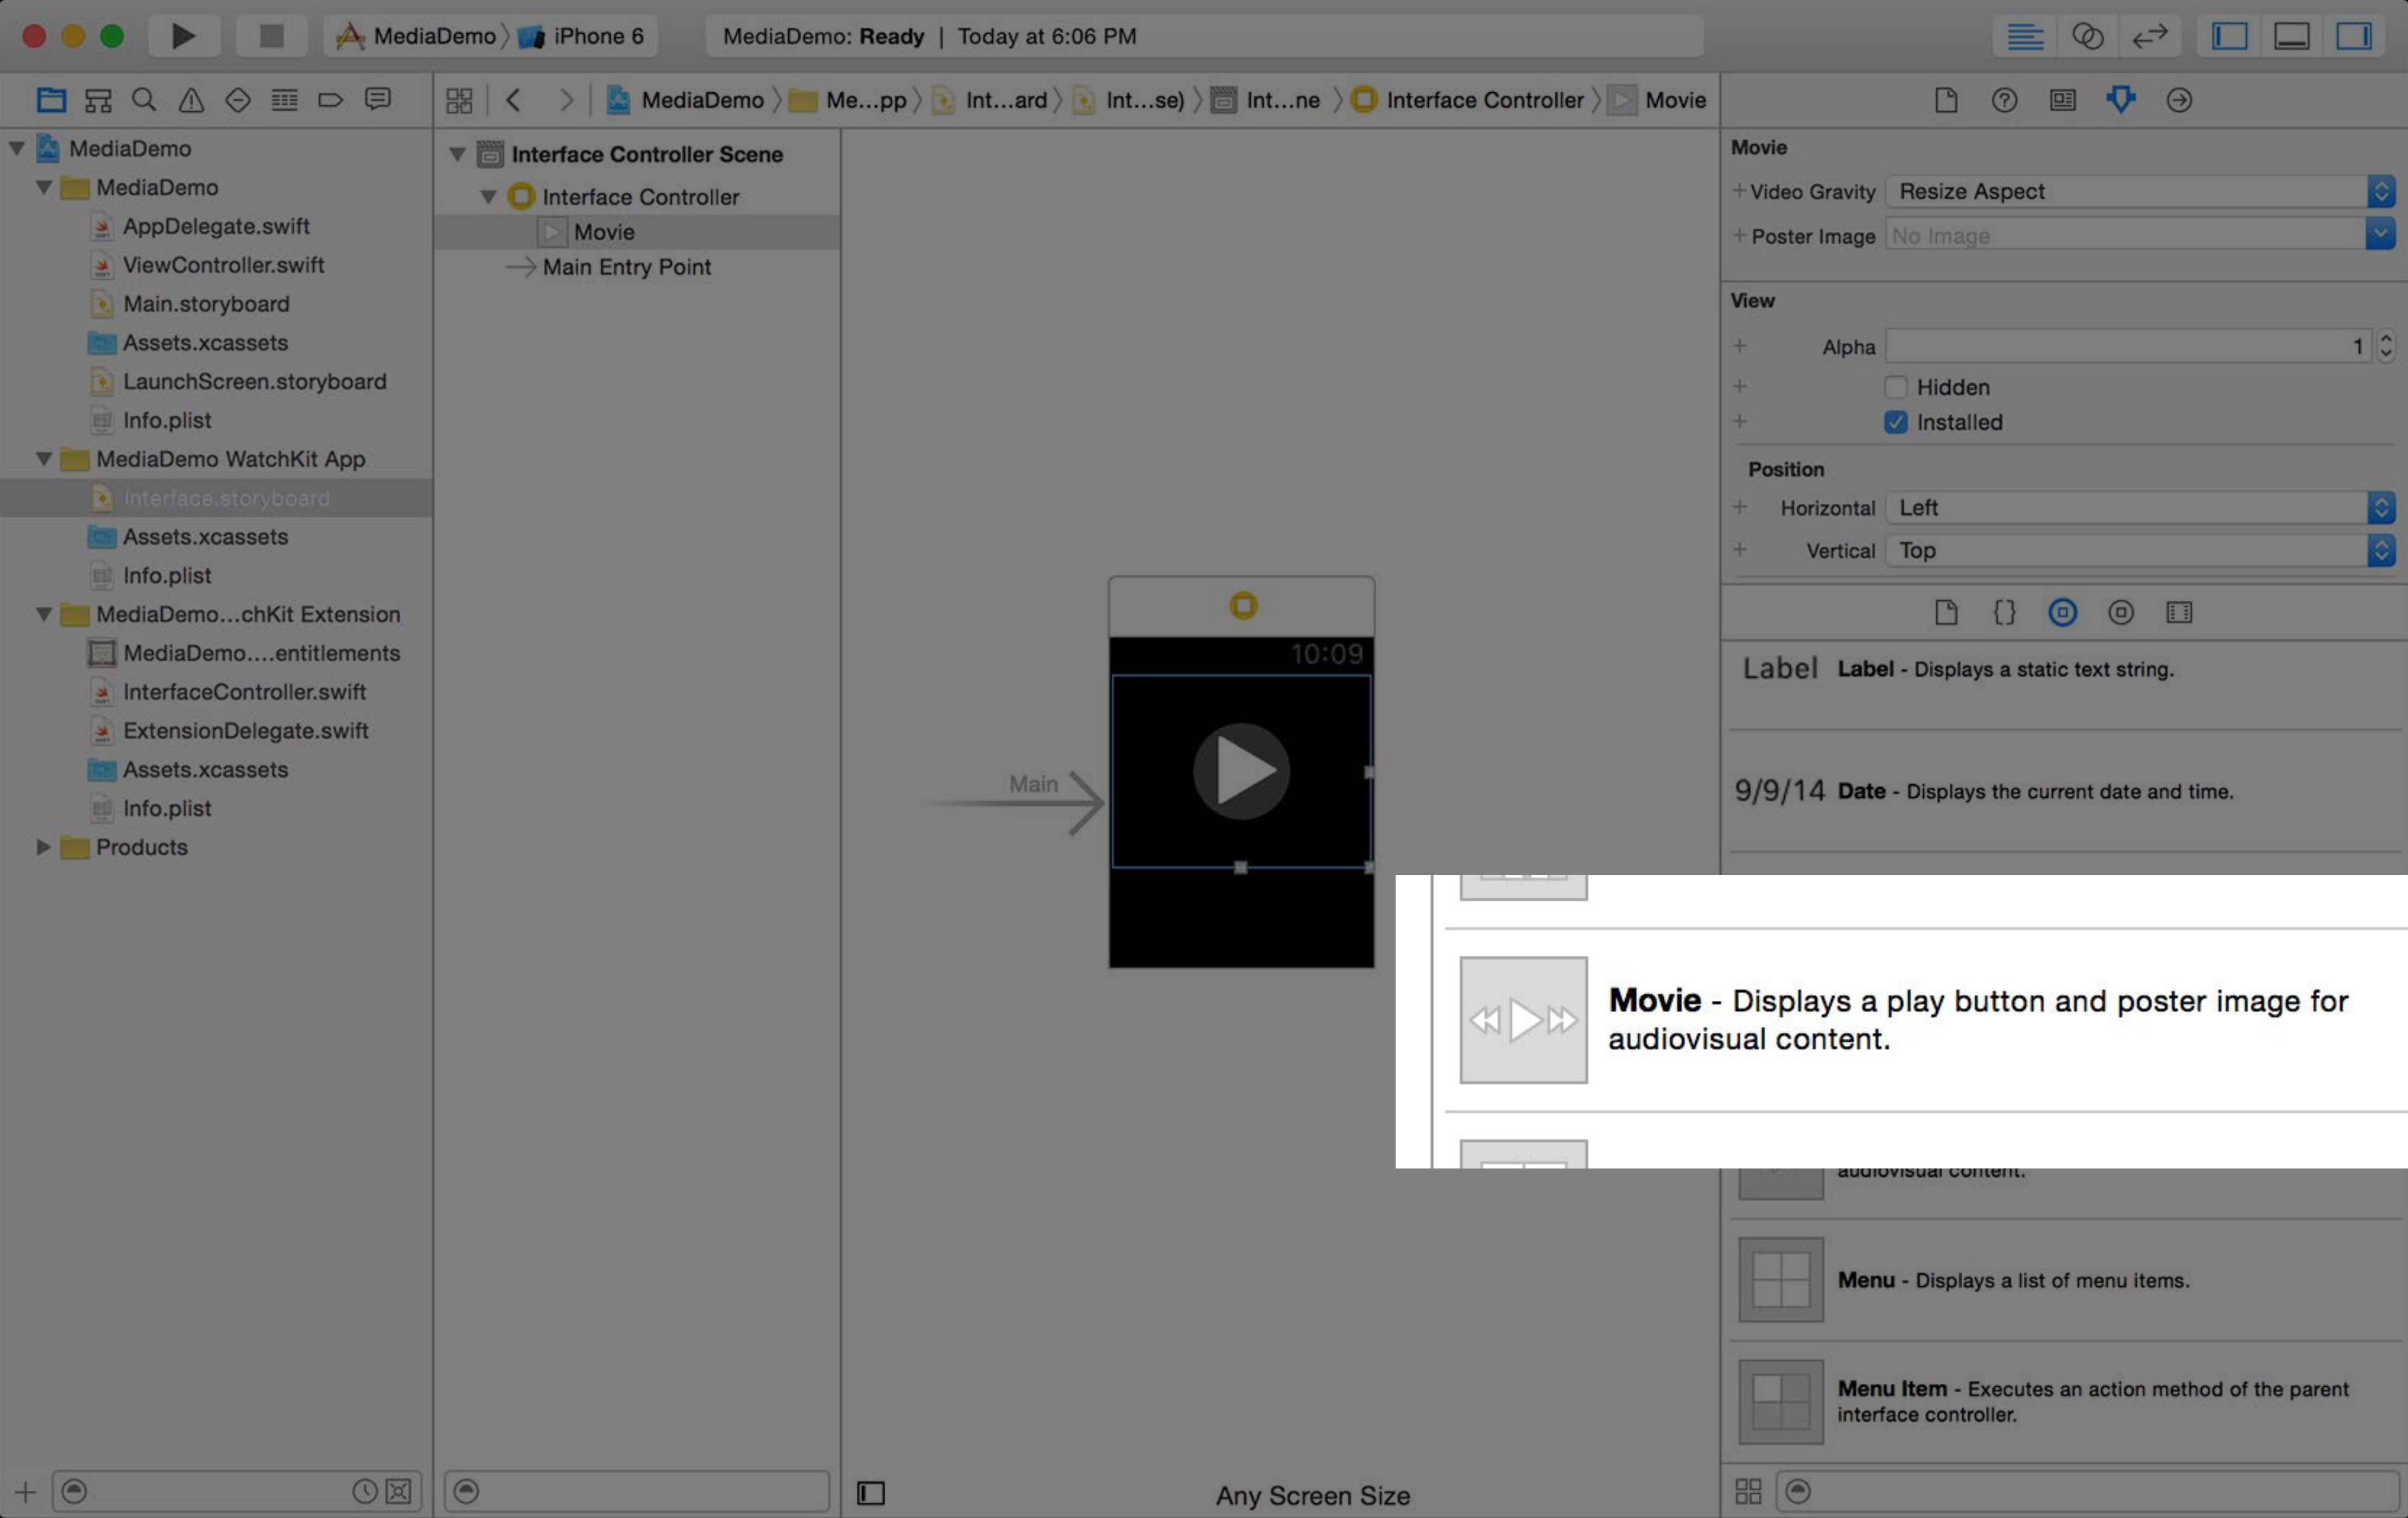 MediaDemo
iPhone 6
MediaDemo: Ready | Today at 6:06 PM
MediaDemo
Me...pp
Int...ard
Int...se)
Int...ne
Interface Controller
Movie
MediaDemo
MediaDemo
AppDelegate.swift
ViewController.swift
Main.storyboard
Assets.xcassets
LaunchScreen.storyboard
Info.plist
MediaDemo WatchKit App
Interface.storyboard
Assets.xcassets
Info.plist
MediaDemo...chKit Extension
MediaDemo....entitlements
InterfaceController.swift
ExtensionDelegate.swift
Assets.xcassets
Info.plist
Products
Interface Controller Scene
Interface Controller
Movie
Main Entry Point
Main
10:09
Any Screen Size
Movie
Video Gravity Resize Aspect
Poster Image No Image
View
Alpha 1
Hidden
Installed
Position
Horizontal Left
Vertical Top
Label Label - Displays a static text string.
9/9/14 Date - Displays the current date and time.
Movie - Displays a play button and poster image for
audiovisual content.
audiovisual content.
Menu - Displays a list of menu items.
Menu Item - Executes an action method of the parent
interface controller.